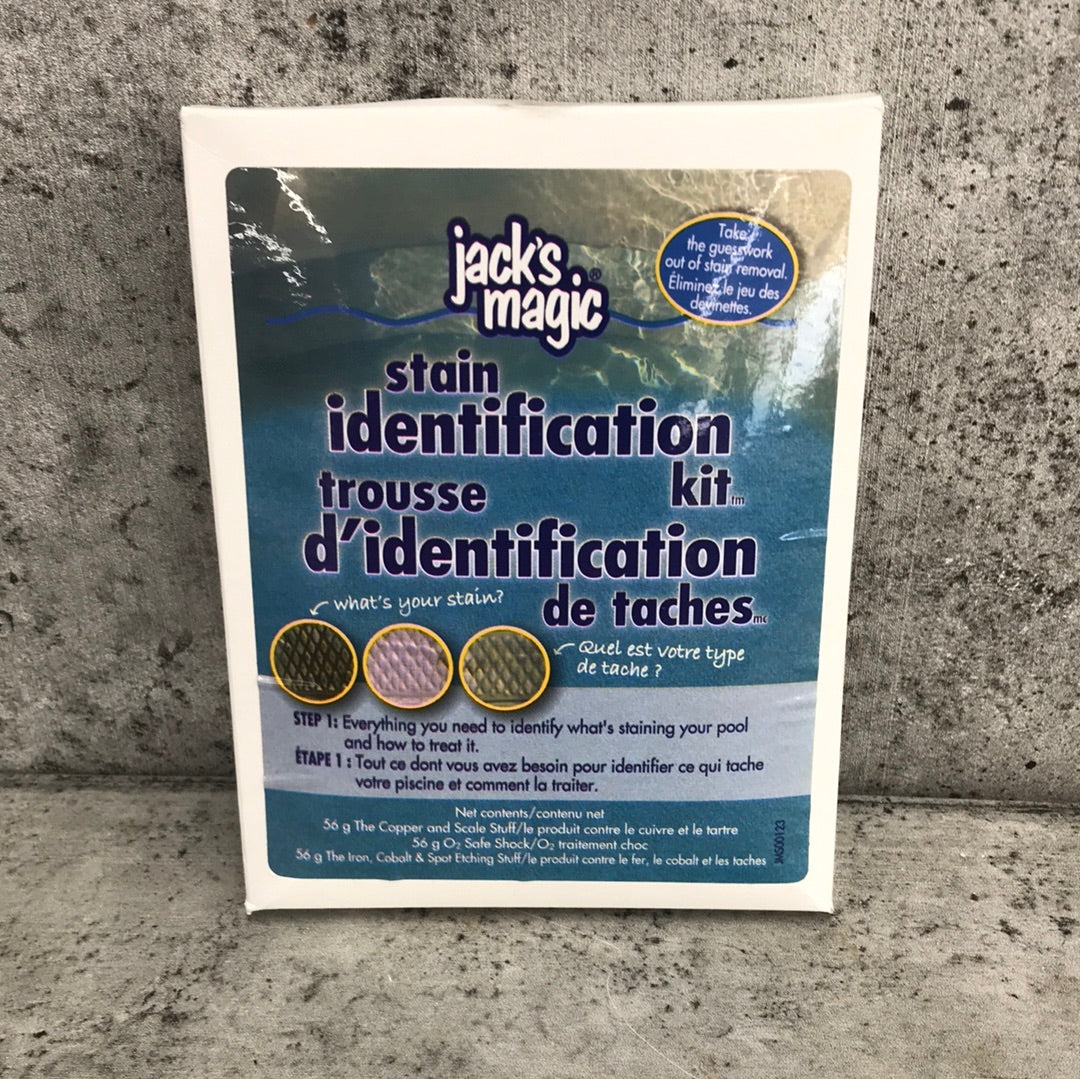 jack's
magic®
Take
the guesswork
out of stain removal.
Éliminez le jeu des
devinettes.
stain
identification
kit tm
trousse
d'identification
de taches mc
what's your stain?
Quel est votre type
de tache ?
STEP 1: Everything you need to identify what's staining your pool
and how to treat it.
ÉTAPE 1 : Tout ce dont vous avez besoin pour identifier ce qui tache
votre piscine et comment la traiter.
Net contents/contenu net
56 g The Copper and Scale Stuff/le produit contre le cuivre et le tartre
56 g O₂ Safe Shock/O₂ traitement choc
56 g The Iron, Cobalt & Spot Etching Stuff/le produit contre le fer, le cobalt et les taches
JMG00123